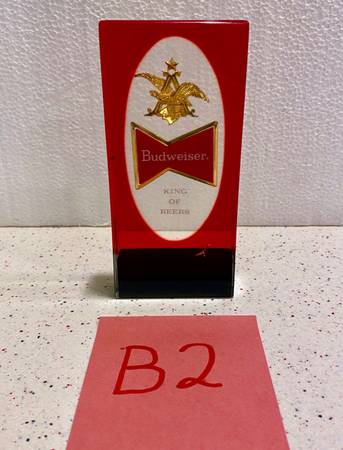 Budweiser.
KING
OF
BEERS
B2